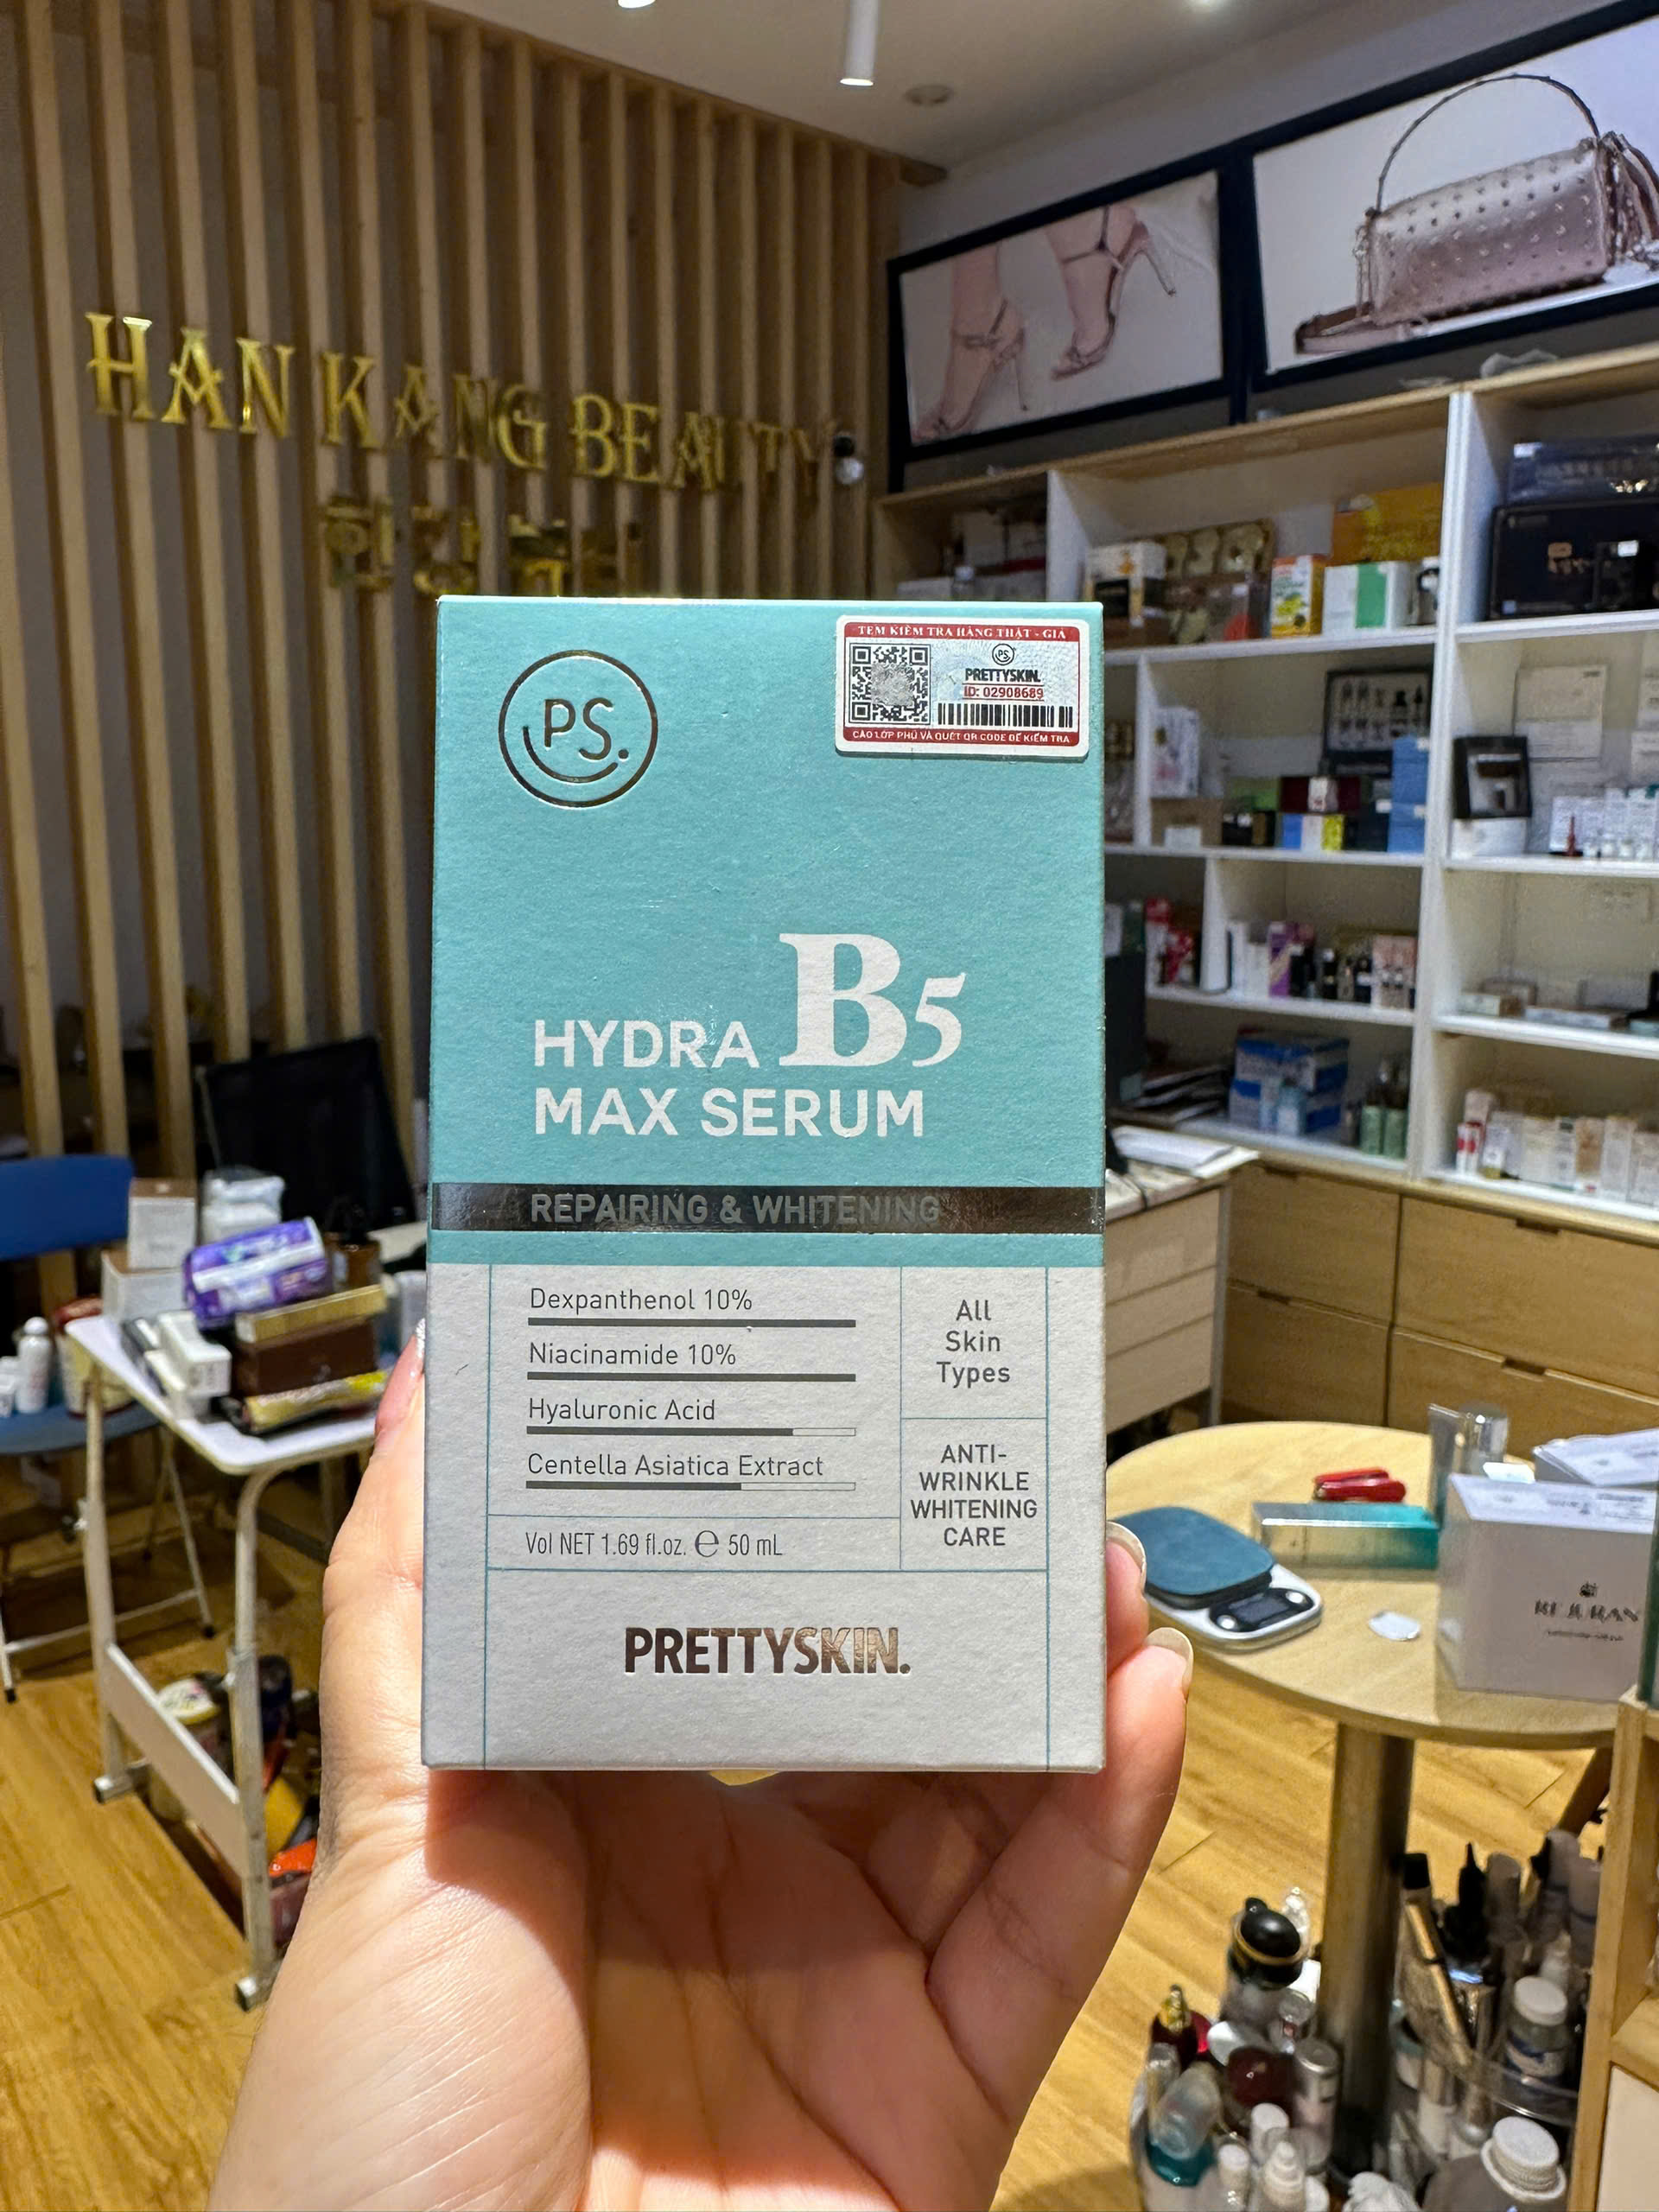 HAN KANG BEAUTY
PS.
TEM KIỂM TRA HÀNG THẬT - GIẢ
PS.
PRETTYSKIN.
ID: 02908689
CÀO LỚP PHỦ VÀ QUÉT QR CODE ĐỂ KIỂM TRA
HYDRA B5
MAX SERUM
REPAIRING & WHITENING
Dexpanthenol 10%
Niacinamide 10%
Hyaluronic Acid
Centella Asiatica Extract
All
Skin
Types
ANTI-
WRINKLE
WHITENING
CARE
Vol NET 1.69 fl.oz. ℮ 50 mL
PRETTYSKIN.